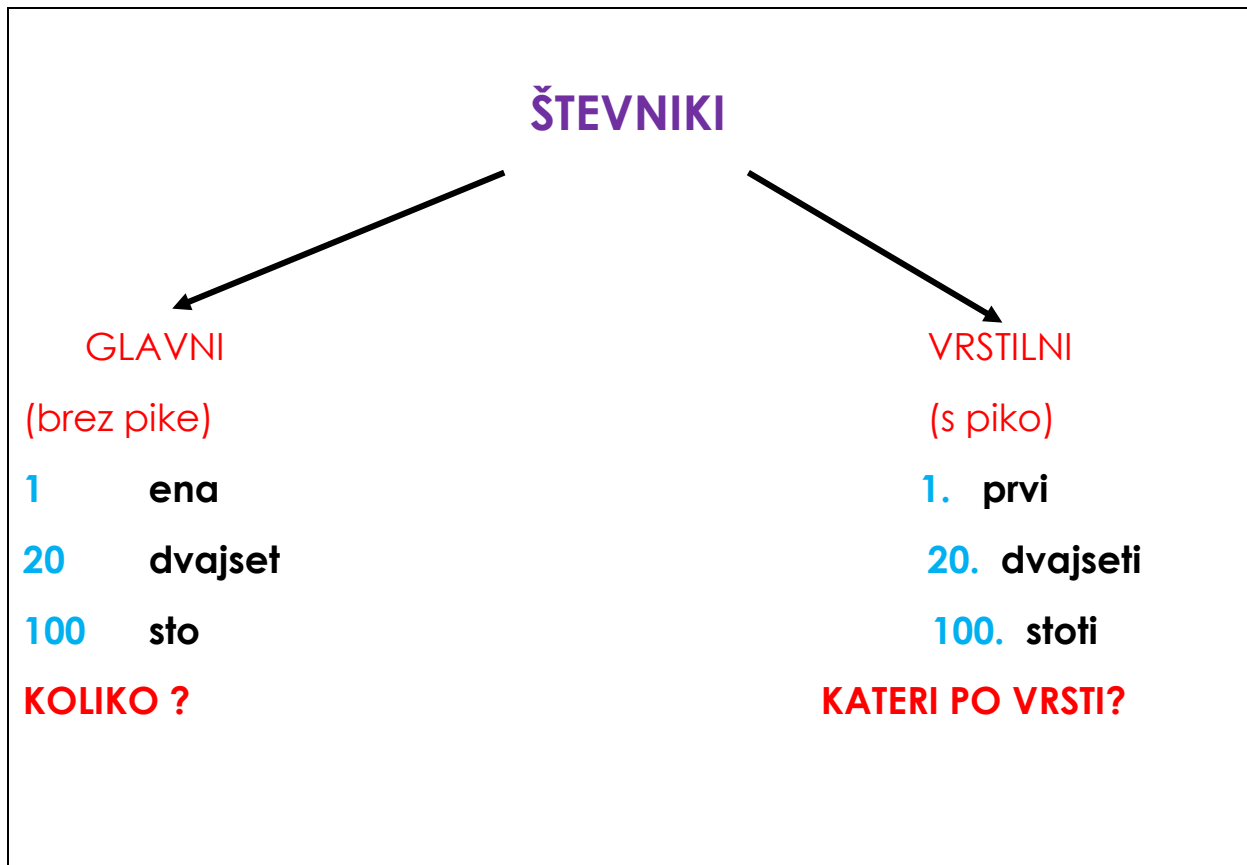 ŠTEVNIKI
GLAVNI VRSTILNI
(brez pike) (s piko)
1 ena 1. prvi
20 dvajset 20. dvajseti
100 sto 100. stoti
KOLIKO ? KATERI PO VRSTI?